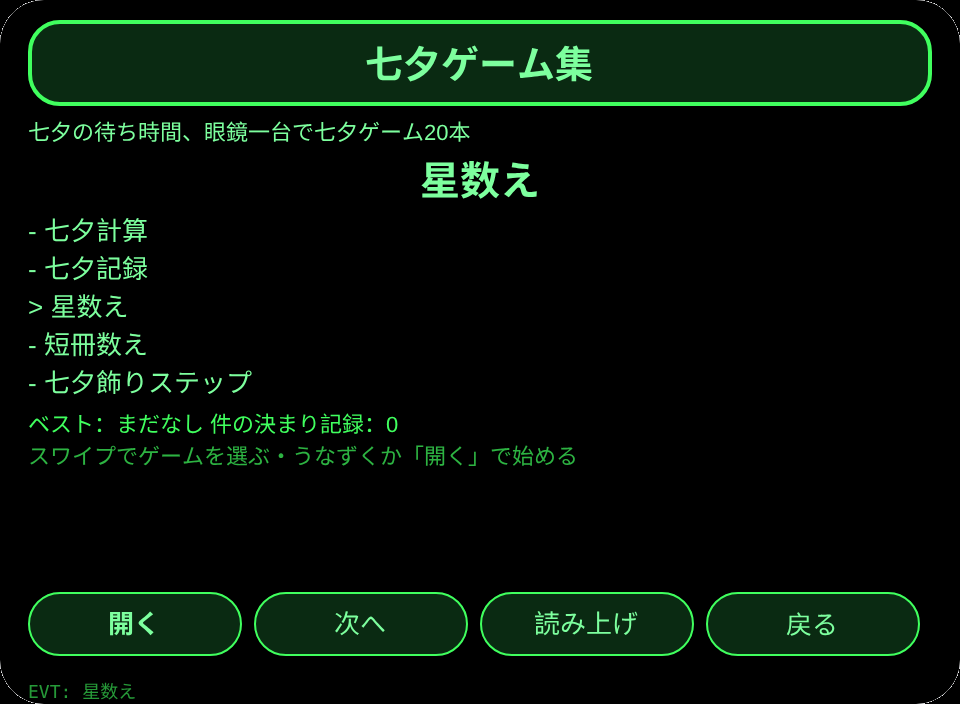 七夕ゲーム集
七夕の待ち時間、眼鏡一台で七夕ゲーム20本
星数え
- 七夕計算
- 七夕記録
> 星数え
- 短冊数え
- 七夕飾りステップ
ベスト: まだなし 件の決まり記録: 0
スワイプでゲームを選ぶ・うなずくか「開く」で始める
開く
次へ
読み上げ
戻る
EVT: 星数え